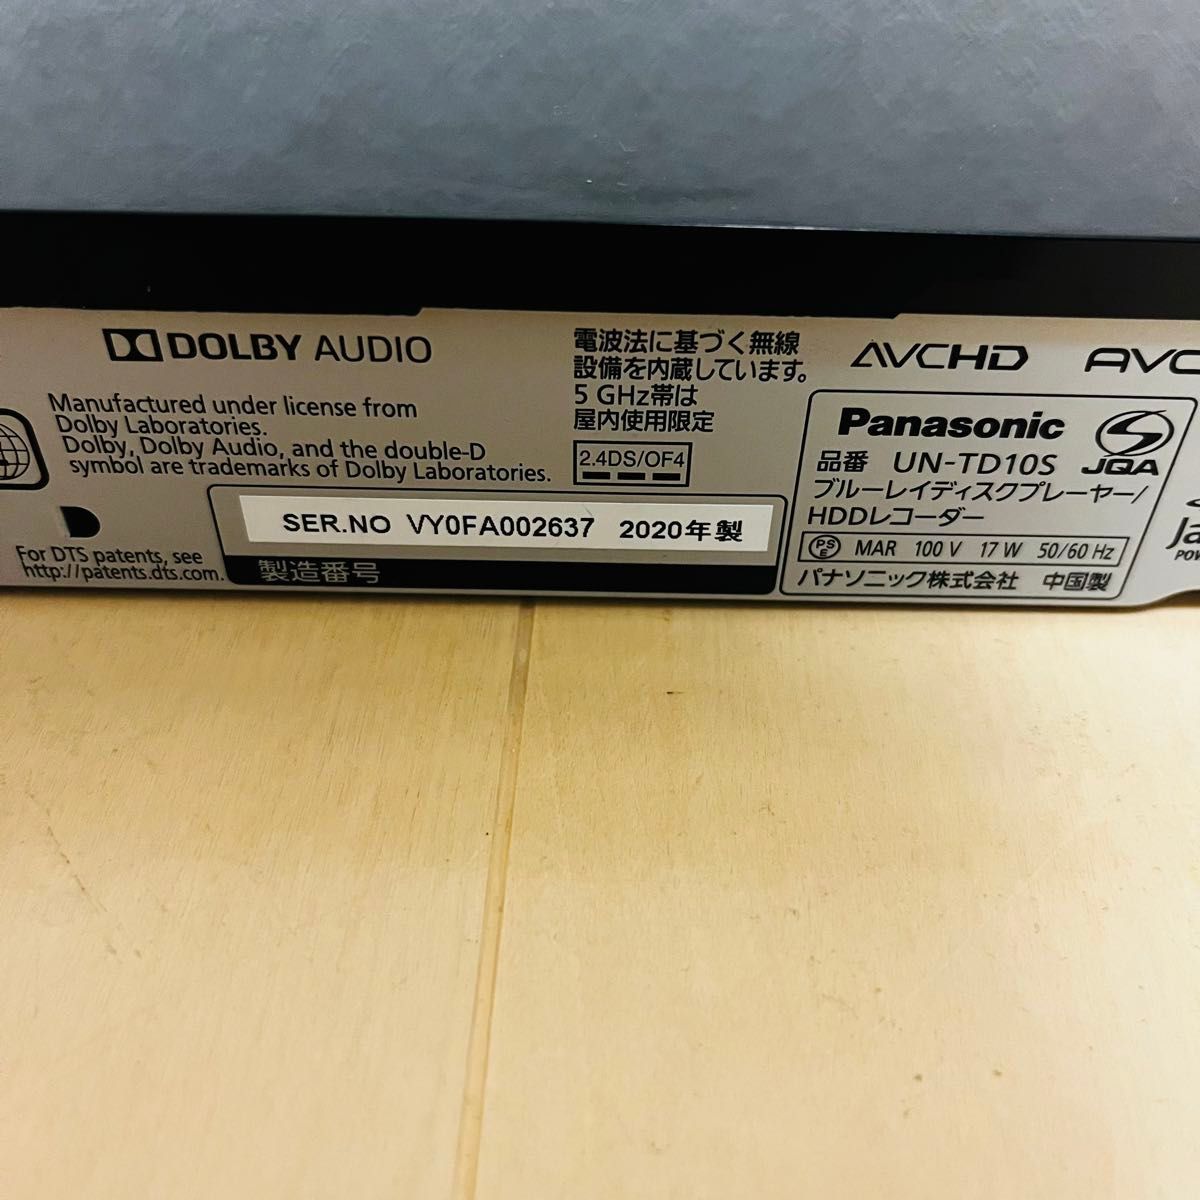 DOLBY AUDIO
Manufactured under license from
Dolby Laboratories.
Dolby, Dolby Audio, and the double-D
symbol are trademarks of Dolby Laboratories.
For DTS patents, see
http://patents.dts.com.
電波法に基づく無線
設備を内蔵しています。
5 GHz帯は
屋内使用限定
2.4DS/OF4
SER.NO VY0FA002637 2020年製
製造番号
AVCHD
Panasonic
JQA
品番 UN-TD10S
ブルーレイディスクプレーヤー/
HDDレコーダー
PSE MAR 100 V 17 W 50/60 Hz
パナソニック株式会社 中国製